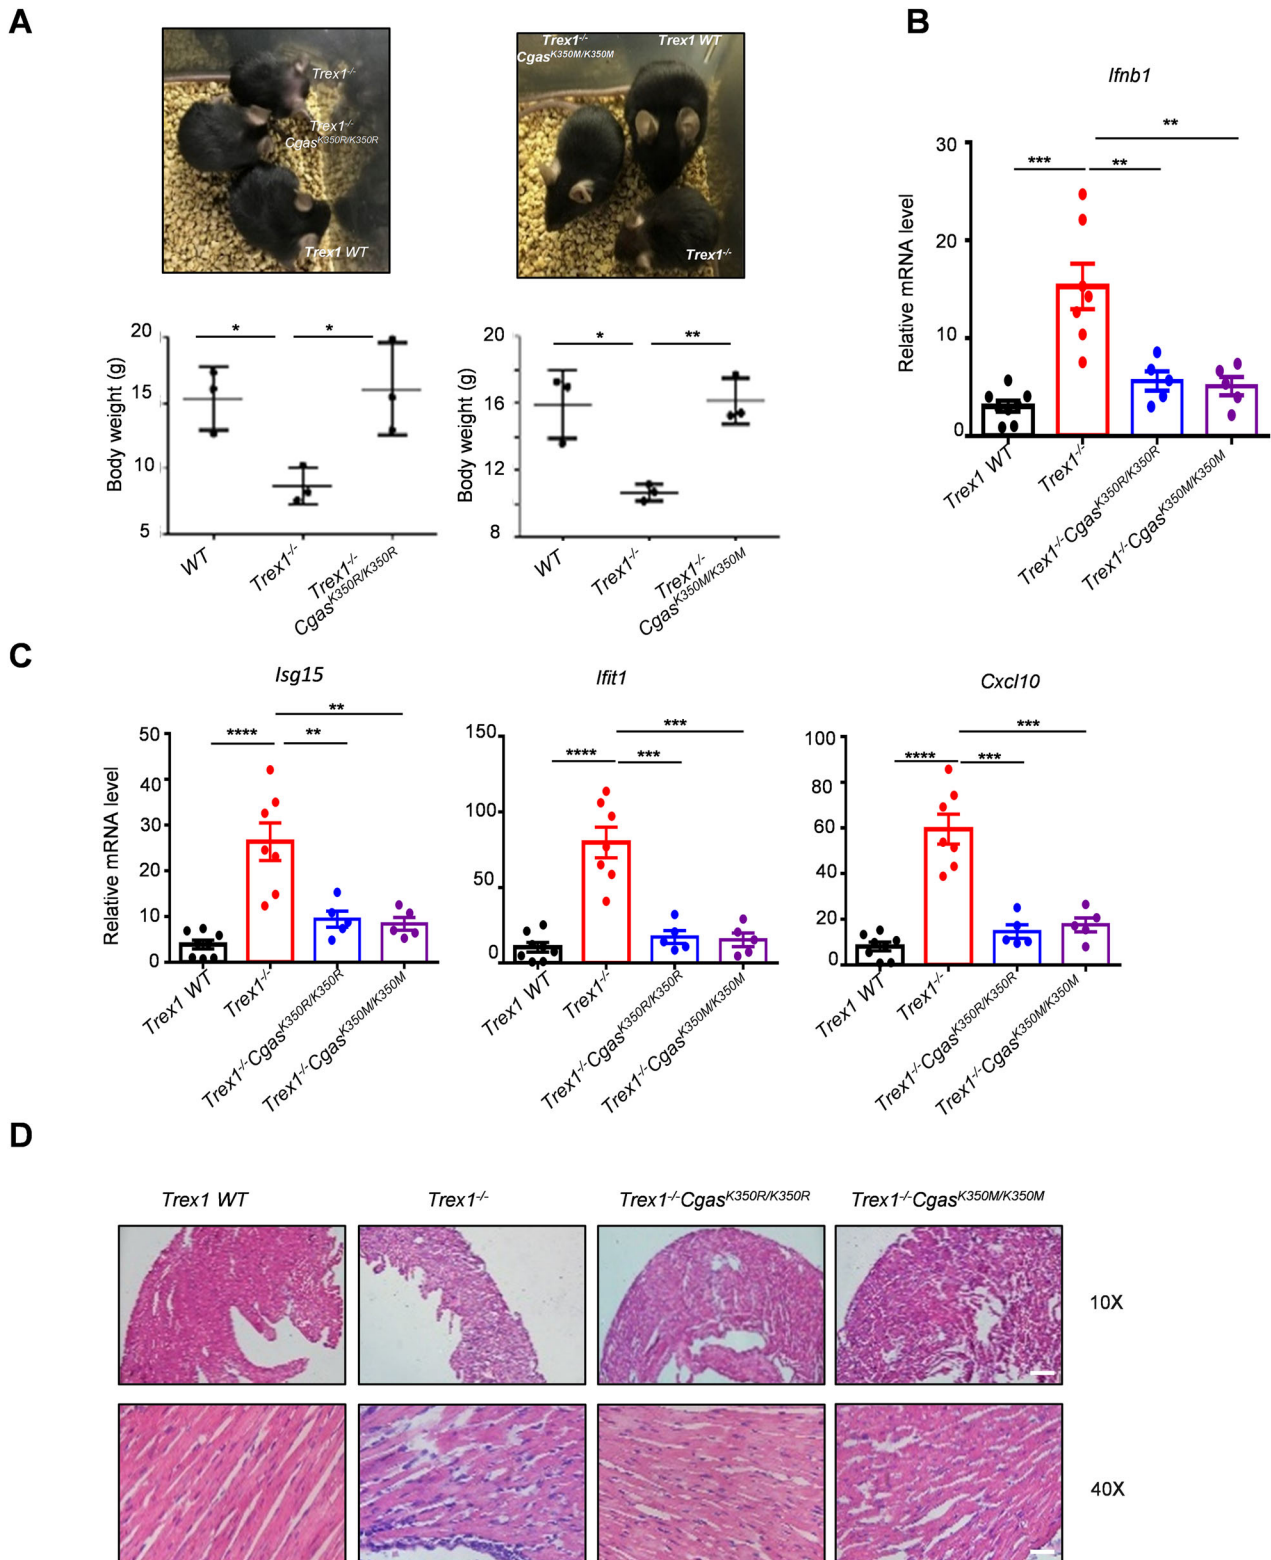 A
Trex1-/-
Trex1-/-
CgasK350R/K350R
Trex1 WT
Trex1-/-
CgasK350M/K350M
Trex1 WT
Trex1-/-
Body weight (g)
20
15
10
5
* *
WT
Trex1-/-
Trex1-/-
CgasK350R/K350R
Body weight (g)
20
16
12
8
* **
WT
Trex1-/-
Trex1-/-
CgasK350M/K350M
B
Ifnb1
**
*** **
Relative mRNA level
30
20
10
0
Trex1 WT
Trex1-/-
Trex1-/-CgasK350R/K350R
Trex1-/-CgasK350M/K350M
C
Isg15
**
**** **
Relative mRNA level
50
40
30
20
10
0
Trex1 WT
Trex1-/-
Trex1-/-CgasK350R/K350R
Trex1-/-CgasK350M/K350M
Ifit1
***
**** ***
150
100
50
0
Trex1 WT
Trex1-/-
Trex1-/-CgasK350R/K350R
Trex1-/-CgasK350M/K350M
Cxcl10
***
**** ***
100
80
60
40
20
0
Trex1 WT
Trex1-/-
Trex1-/-CgasK350R/K350R
Trex1-/-CgasK350M/K350M
D
Trex1 WT Trex1-/- Trex1-/-CgasK350R/K350R Trex1-/-CgasK350M/K350M
10X
40X